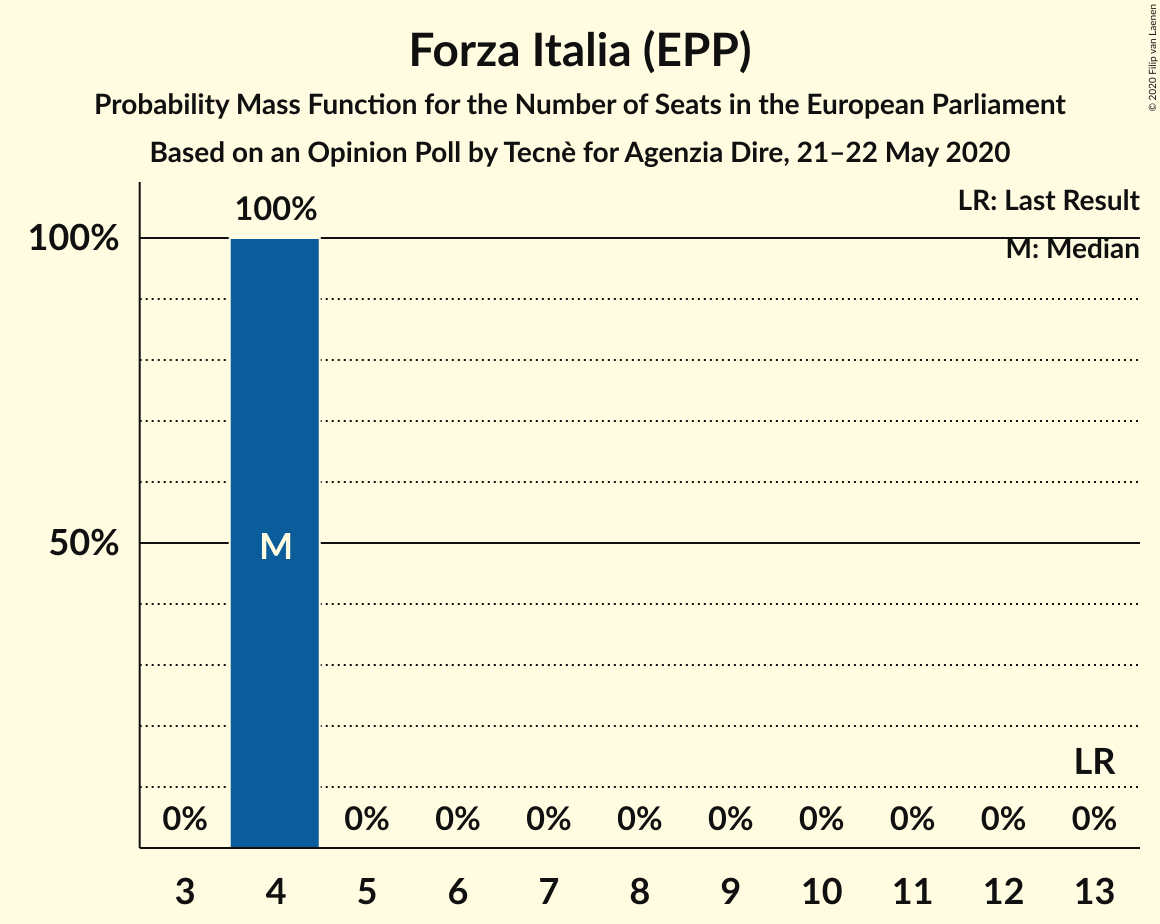 Forza Italia (EPP)
Probability Mass Function for the Number of Seats in the European Parliament
Based on an Opinion Poll by Tecnè for Agenzia Dire, 21–22 May 2020
© 2020 Filip van Laenen
LR: Last Result
M: Median
100%
100%
50%
M
LR
0% 0% 0% 0% 0% 0% 0% 0% 0% 0%
3 4 5 6 7 8 9 10 11 12 13